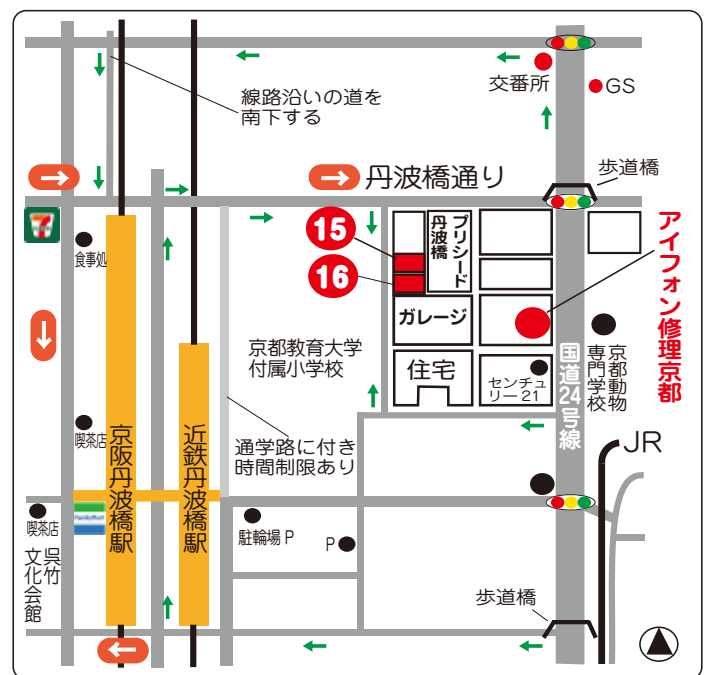 線路沿いの道を
南下する
交番所
GS
丹波橋通り
歩道橋
15
16
プリシード
丹波橋
アイフォン修理京都
食事処
ガレージ
京都教育大学
付属小学校
住宅
センチュ
リー21
国道24号線
京都動物
専門学校
喫茶店
京阪丹波橋駅
近鉄丹波橋駅
通学路に付き
時間制限あり
JR
喫茶店
FamilyMart
駐輪場 P
P
呉竹
文化会館
歩道橋